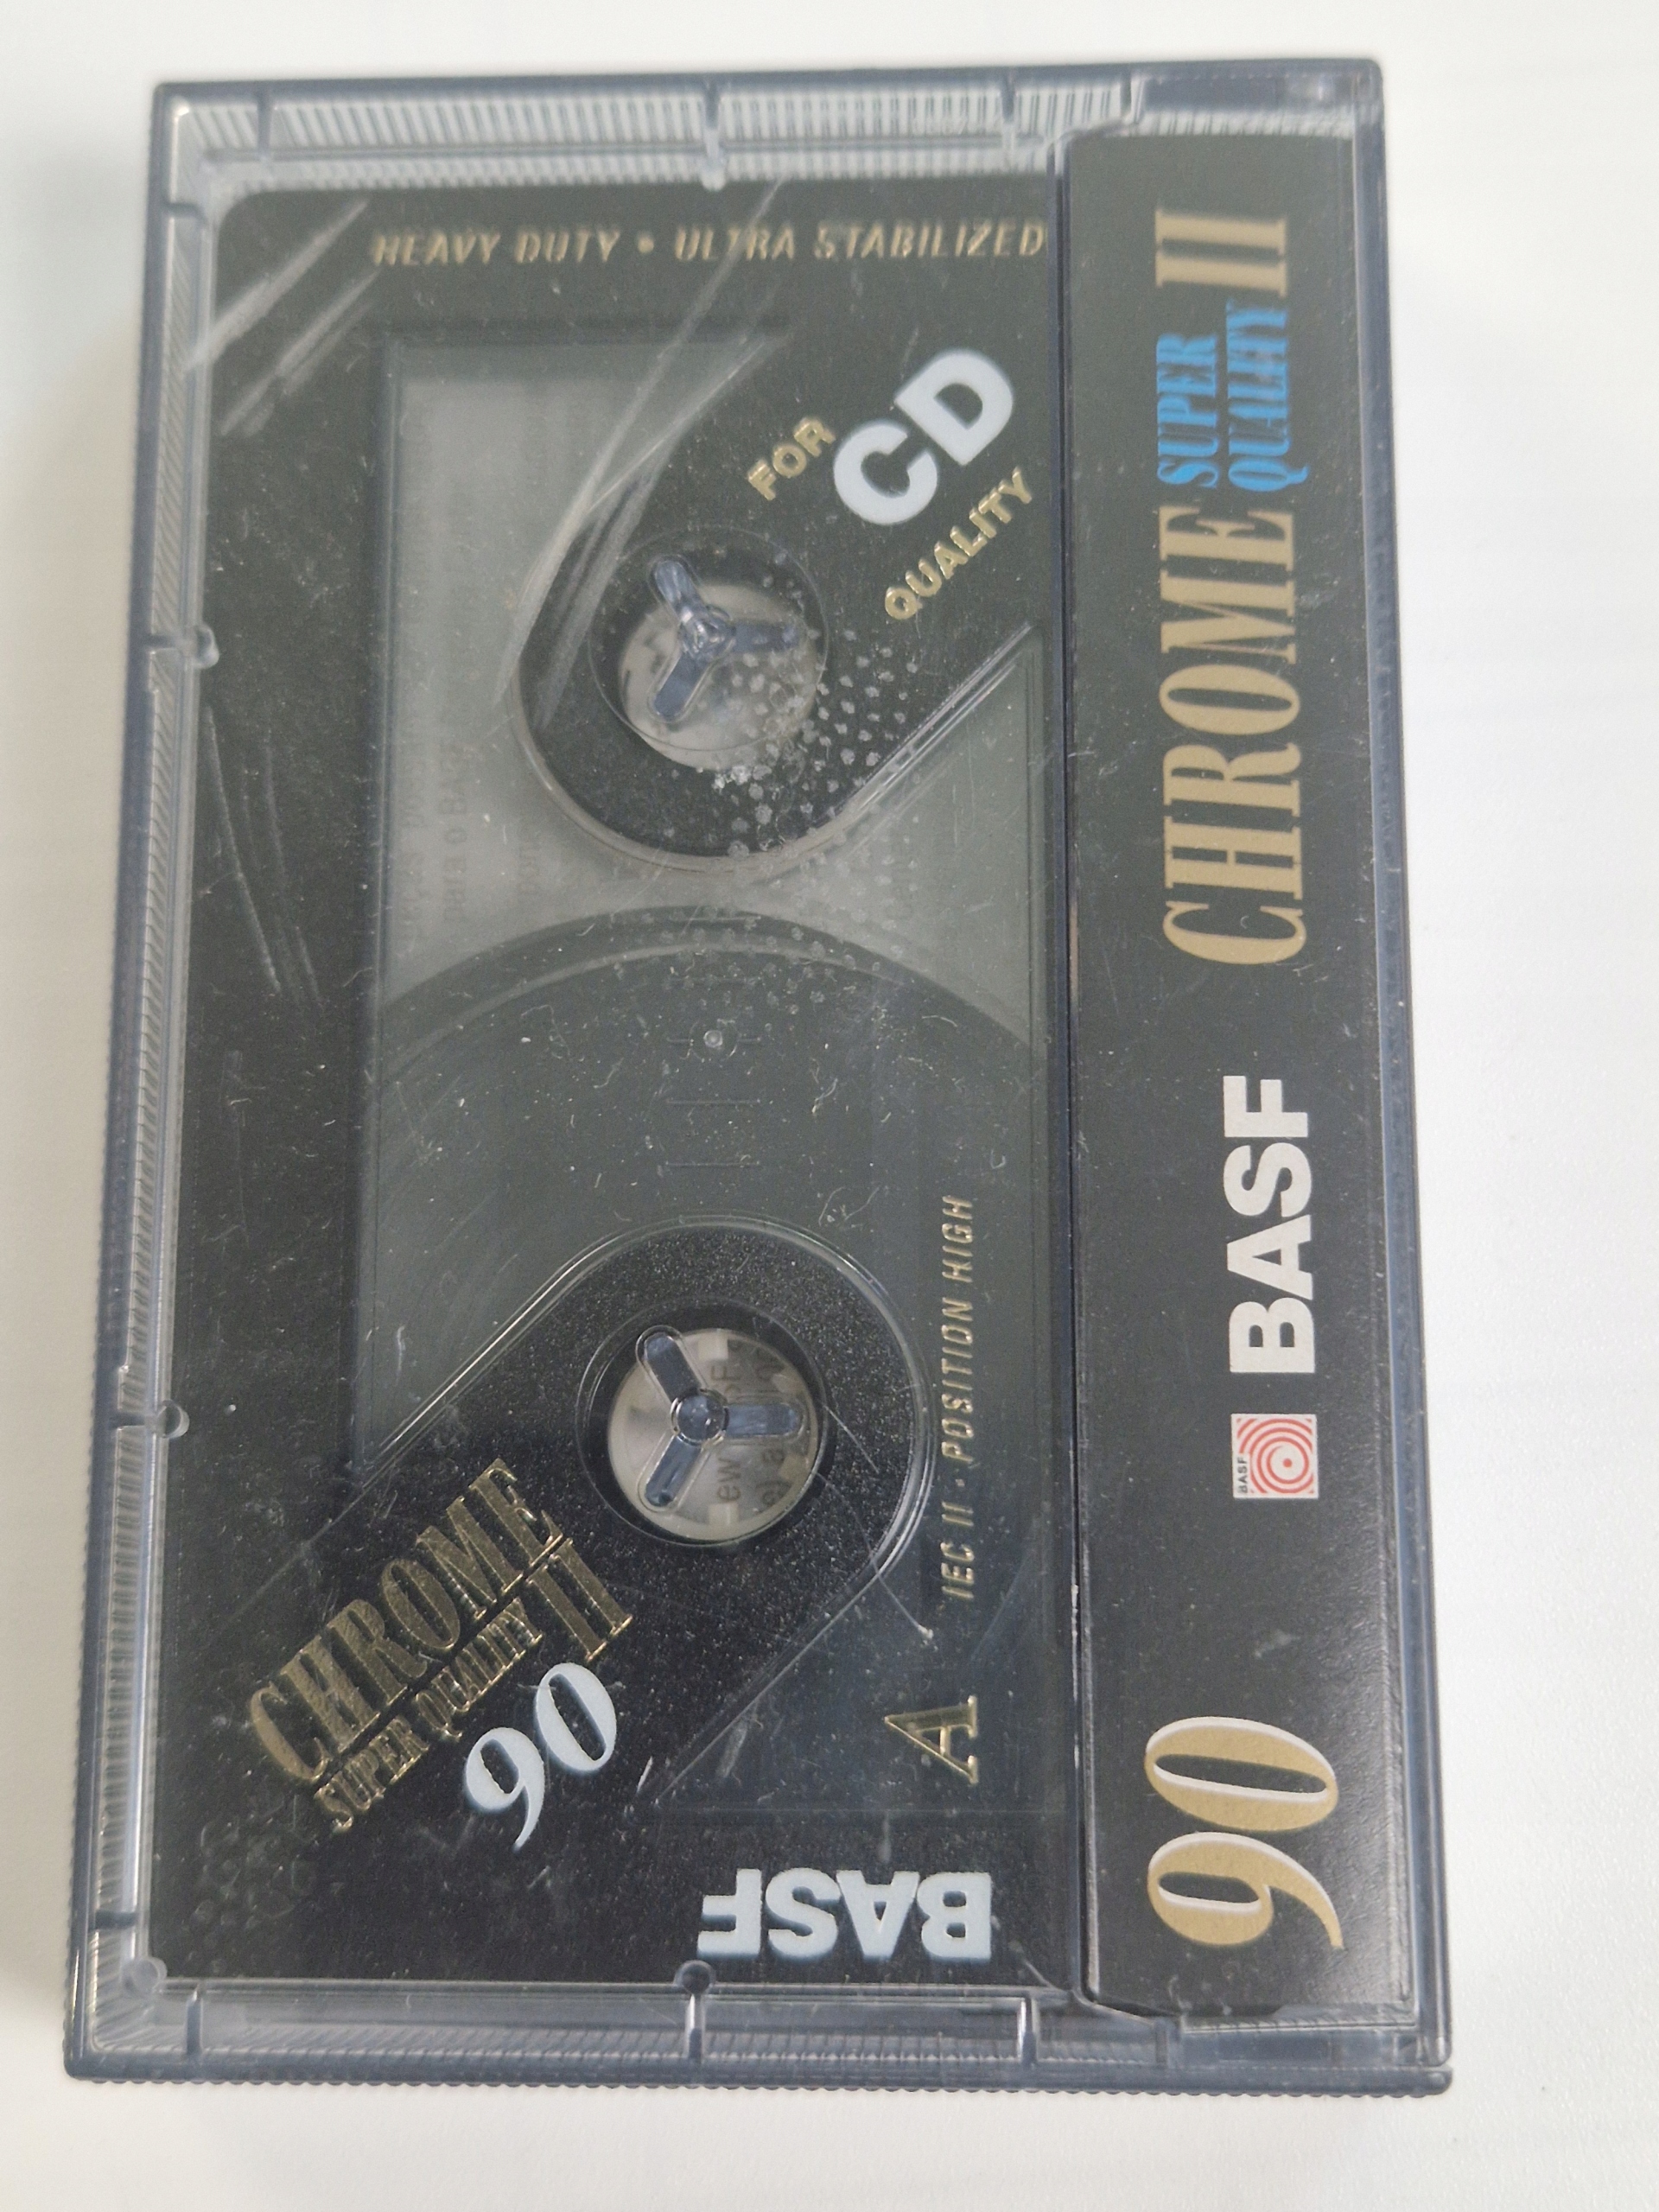 HEAVY DUTY • ULTRA STABILIZED
FOR
CD
QUALITY
CHROME
SUPER QUALITY II
90
IEC II · POSITION HIGH
A
BASF
90
BASF
BASF
CHROME SUPER QUALITY II